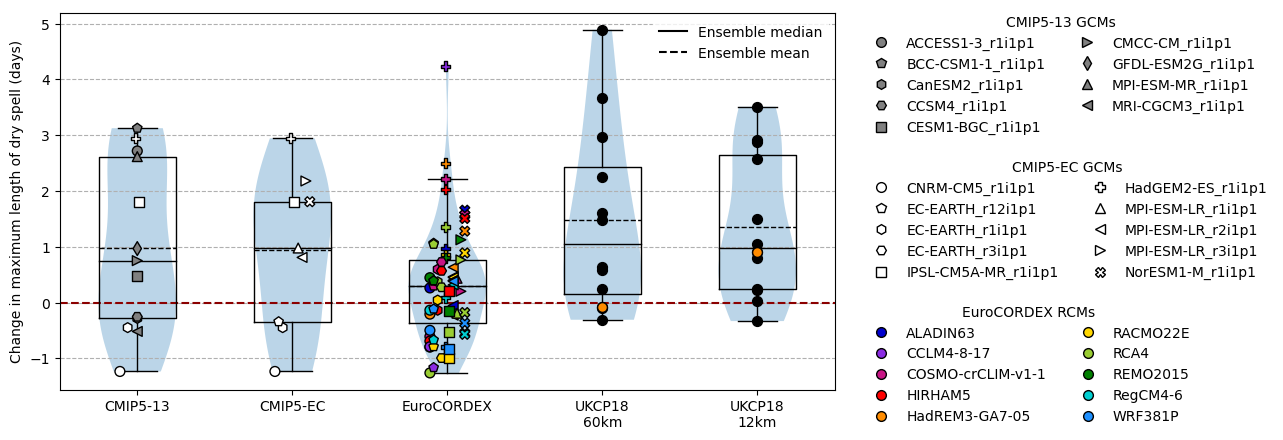 Change in maximum length of dry spell (days)
5
4
3
2
1
0
−1
Ensemble median
Ensemble mean
CMIP5-13
CMIP5-EC
EuroCORDEX
UKCP18
60km
UKCP18
12km
CMIP5-13 GCMs
ACCESS1-3_r1i1p1
BCC-CSM1-1_r1i1p1
CanESM2_r1i1p1
CCSM4_r1i1p1
CESM1-BGC_r1i1p1
CMCC-CM_r1i1p1
GFDL-ESM2G_r1i1p1
MPI-ESM-MR_r1i1p1
MRI-CGCM3_r1i1p1
CMIP5-EC GCMs
CNRM-CM5_r1i1p1
EC-EARTH_r12i1p1
EC-EARTH_r1i1p1
EC-EARTH_r3i1p1
IPSL-CM5A-MR_r1i1p1
HadGEM2-ES_r1i1p1
MPI-ESM-LR_r1i1p1
MPI-ESM-LR_r2i1p1
MPI-ESM-LR_r3i1p1
NorESM1-M_r1i1p1
EuroCORDEX RCMs
ALADIN63
CCLM4-8-17
COSMO-crCLIM-v1-1
HIRHAM5
HadREM3-GA7-05
RACMO22E
RCA4
REMO2015
RegCM4-6
WRF381P